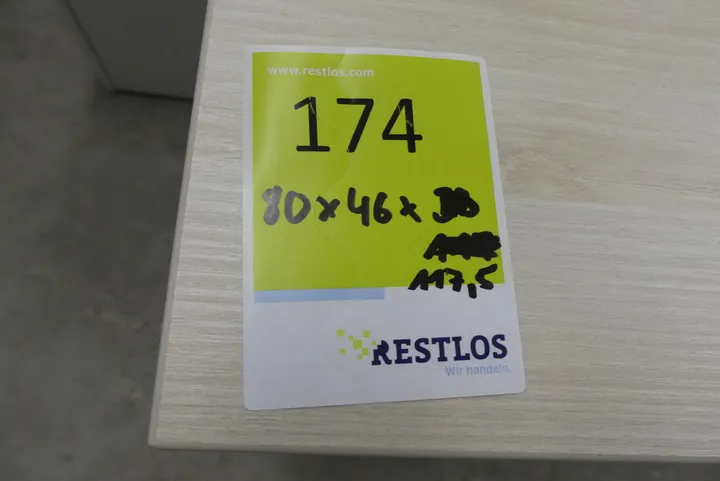 www.restlos.com
174
80x46x
117,5
RESTLOS
Wir handeln.